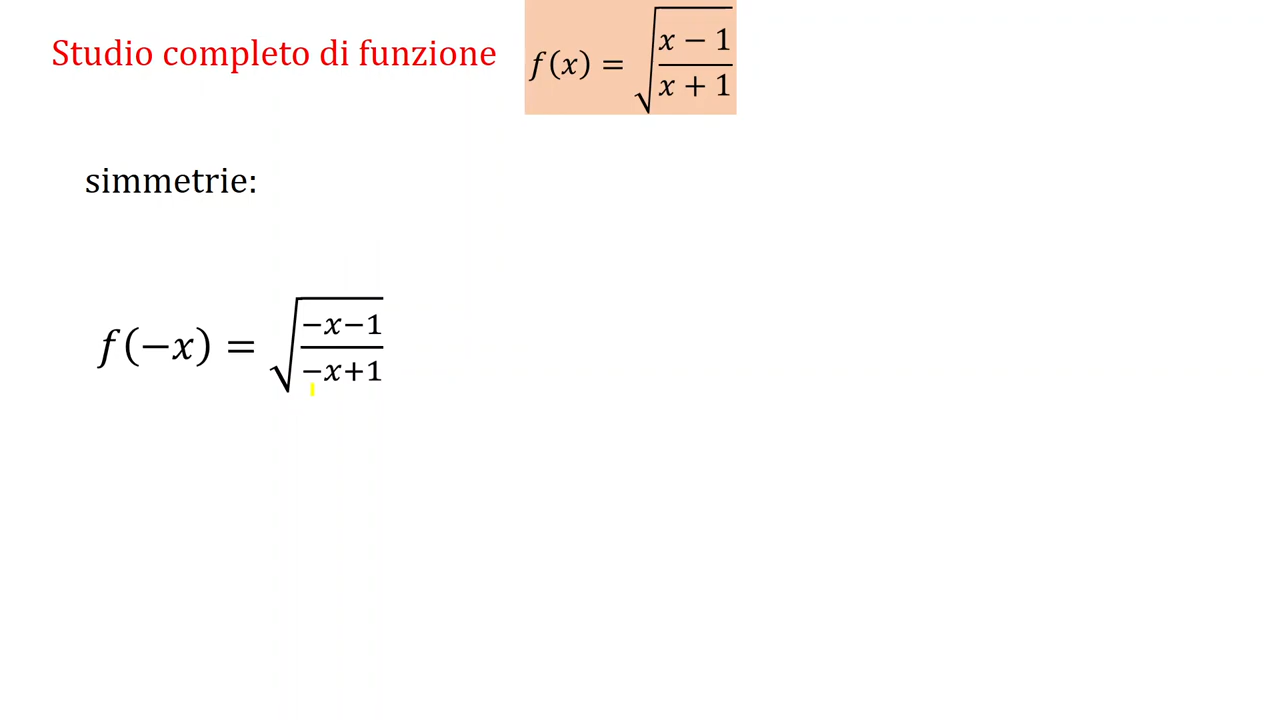 Studio completo di funzione f(x) = √((x − 1)/(x + 1))
simmetrie:
f(−x) = √((−x−1)/(−x+1))